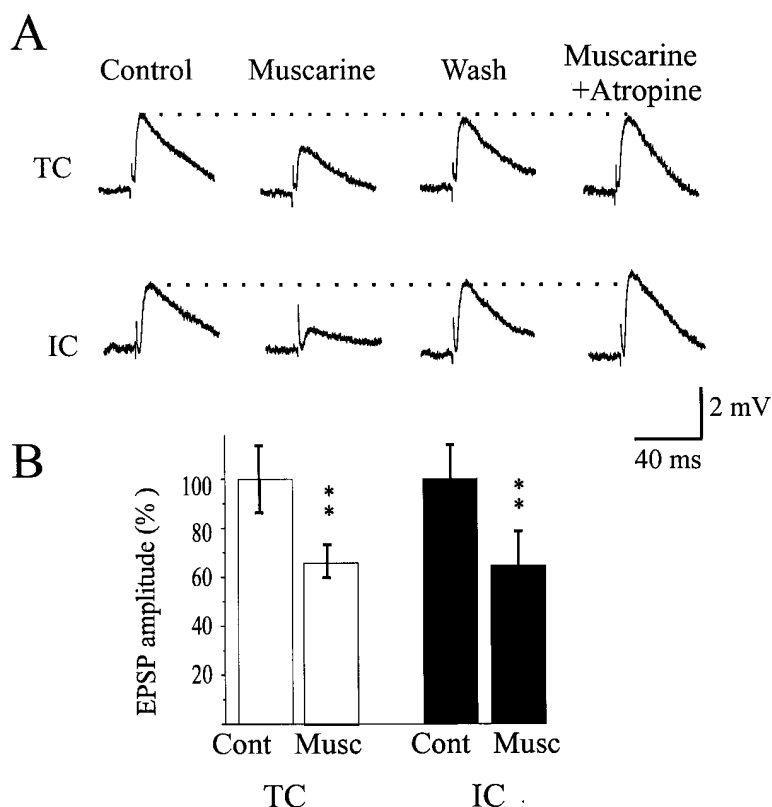 A
Control Muscarine Wash Muscarine +Atropine
TC
IC
2 mV
40 ms
B
EPSP amplitude (%)
100
80
60
40
20
* *
* *
Cont Musc Cont Musc
TC IC